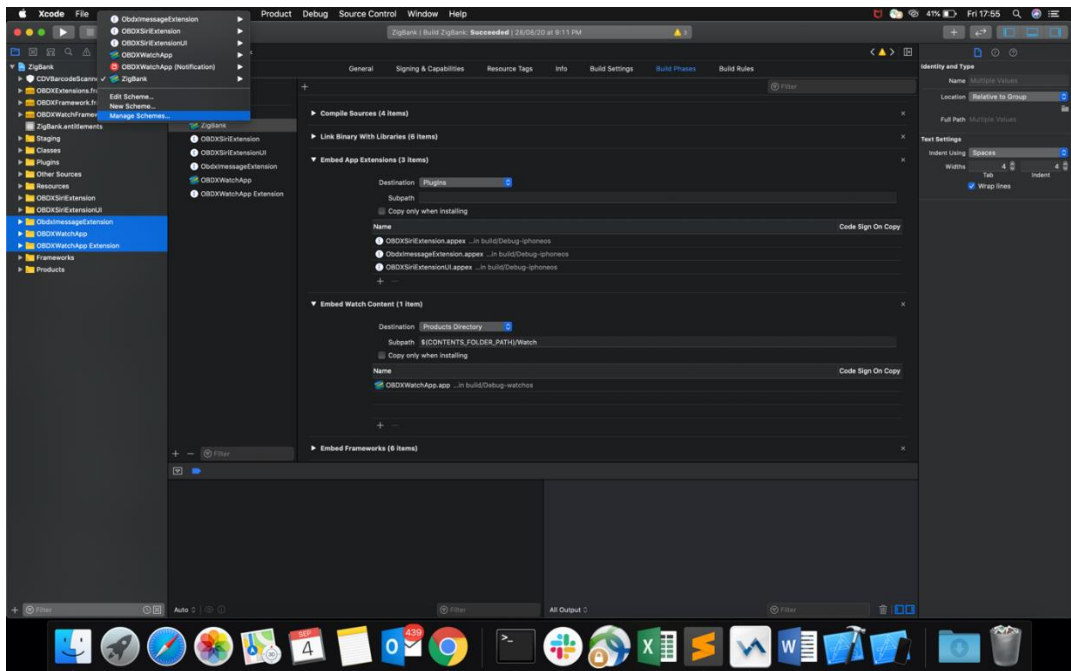 Xcode File Product Debug Source Control Window Help 41% Fri 17:55
ObdxImessageExtension
OBDXSiriExtension
OBDXSiriExtensionUI
OBDXWatchApp
OBDXWatchApp (Notification)
ZigBank
Edit Scheme...
New Scheme...
Manage Schemes...
ZigBank | Build ZigBank: Succeeded | 28/08/20 at 9:11 PM
ZigBank
CDVBarcodeScann
OBDXExtensions.fr
OBDXFramework.fr
OBDXWatchFramew
ZigBank.entitlements
Staging
Classes
Plugins
Other Sources
Resources
OBDXSiriExtension
OBDXSiriExtensionUI
ObdxImessageExtension
OBDXWatchApp
OBDXWatchApp Extension
Frameworks
Products
Filter
ZigBank
OBDXSiriExtension
OBDXSiriExtensionUI
ObdxImessageExtension
OBDXWatchApp
OBDXWatchApp Extension
Filter
General Signing & Capabilities Resource Tags Info Build Settings Build Phases Build Rules
Filter
Compile Sources (4 items)
Link Binary With Libraries (6 items)
Embed App Extensions (3 items)
Destination PlugIns
Subpath
Copy only when installing
Name Code Sign On Copy
OBDXSiriExtension.appex ...in build/Debug-iphoneos
ObdxImessageExtension.appex ...in build/Debug-iphoneos
OBDXSiriExtensionUI.appex ...in build/Debug-iphoneos
Embed Watch Content (1 item)
Destination Products Directory
Subpath $(CONTENTS_FOLDER_PATH)/Watch
Copy only when installing
Name Code Sign On Copy
OBDXWatchApp.app ...in build/Debug-watchos
Embed Frameworks (6 items)
Identity and Type
Name Multiple Values
Location Relative to Group
Full Path Multiple Values
Text Settings
Indent Using Spaces
Widths 4 4
Tab Indent
Wrap lines
Auto
Filter
All Output
Filter
SEP
4
439